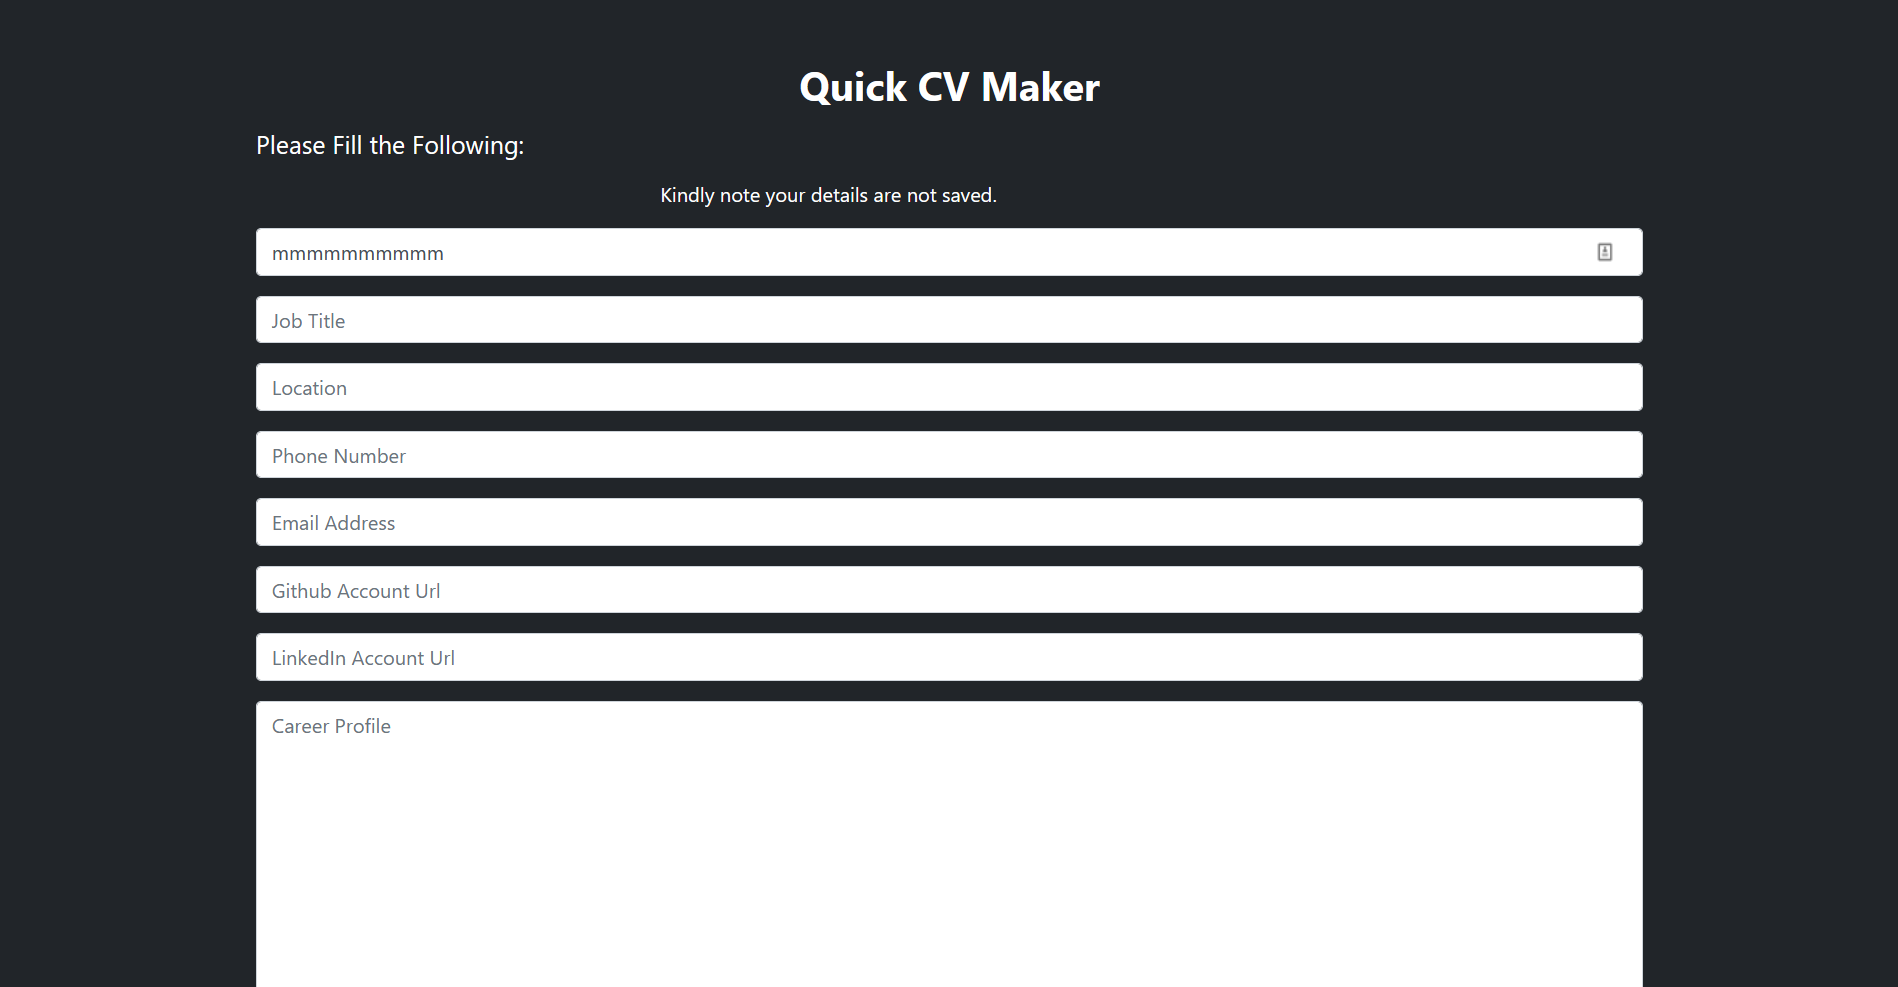 Quick CV Maker
Please Fill the Following:
Kindly note your details are not saved.
mmmmmmmmmm
Job Title
Location
Phone Number
Email Address
Github Account Url
LinkedIn Account Url
Career Profile